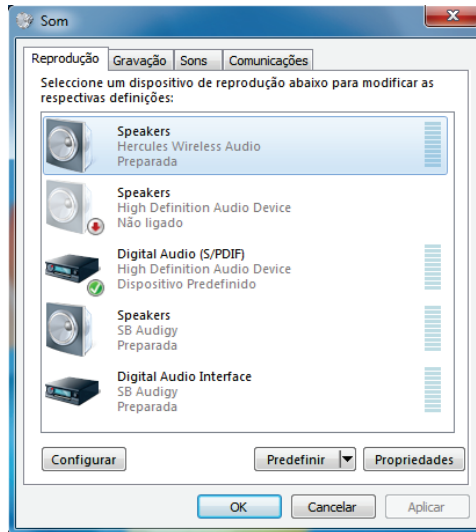 Som
Reprodução Gravação Sons Comunicações
Seleccione um dispositivo de reprodução abaixo para modificar as
respectivas definições:
Speakers
Hercules Wireless Audio
Preparada
Speakers
High Definition Audio Device
Não ligado
Digital Audio (S/PDIF)
High Definition Audio Device
Dispositivo Predefinido
Speakers
SB Audigy
Preparada
Digital Audio Interface
SB Audigy
Preparada
Configurar Predefinir Propriedades
OK Cancelar Aplicar